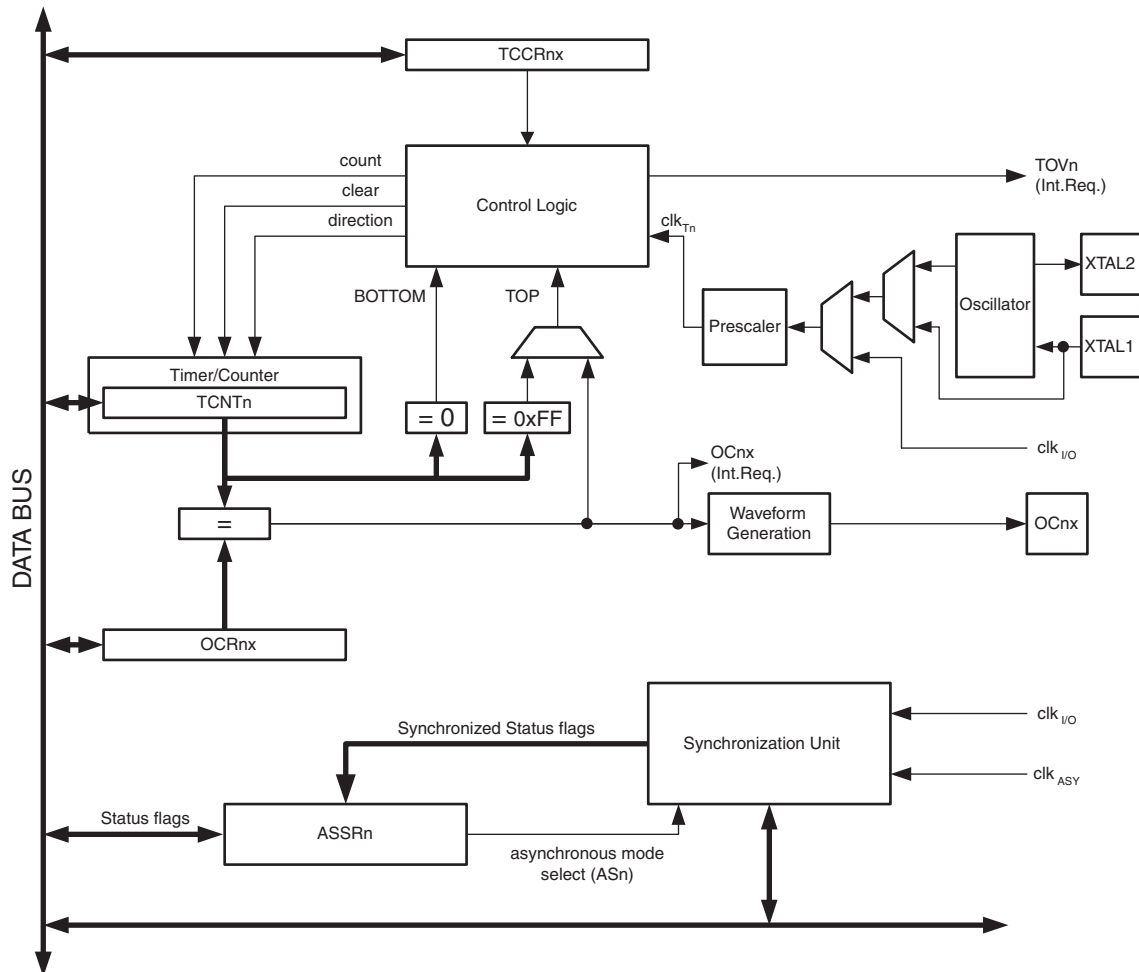 TCCRnx
count
clear
direction
Control Logic
TOVn
(Int.Req.)
clkTn
BOTTOM
TOP
Prescaler
Oscillator
XTAL2
XTAL1
Timer/Counter
TCNTn
= 0
= 0xFF
clkI/O
OCnx
(Int.Req.)
=
Waveform
Generation
OCnx
DATA BUS
OCRnx
Synchronized Status flags
Synchronization Unit
clkI/O
clkASY
Status flags
ASSRn
asynchronous mode
select (ASn)